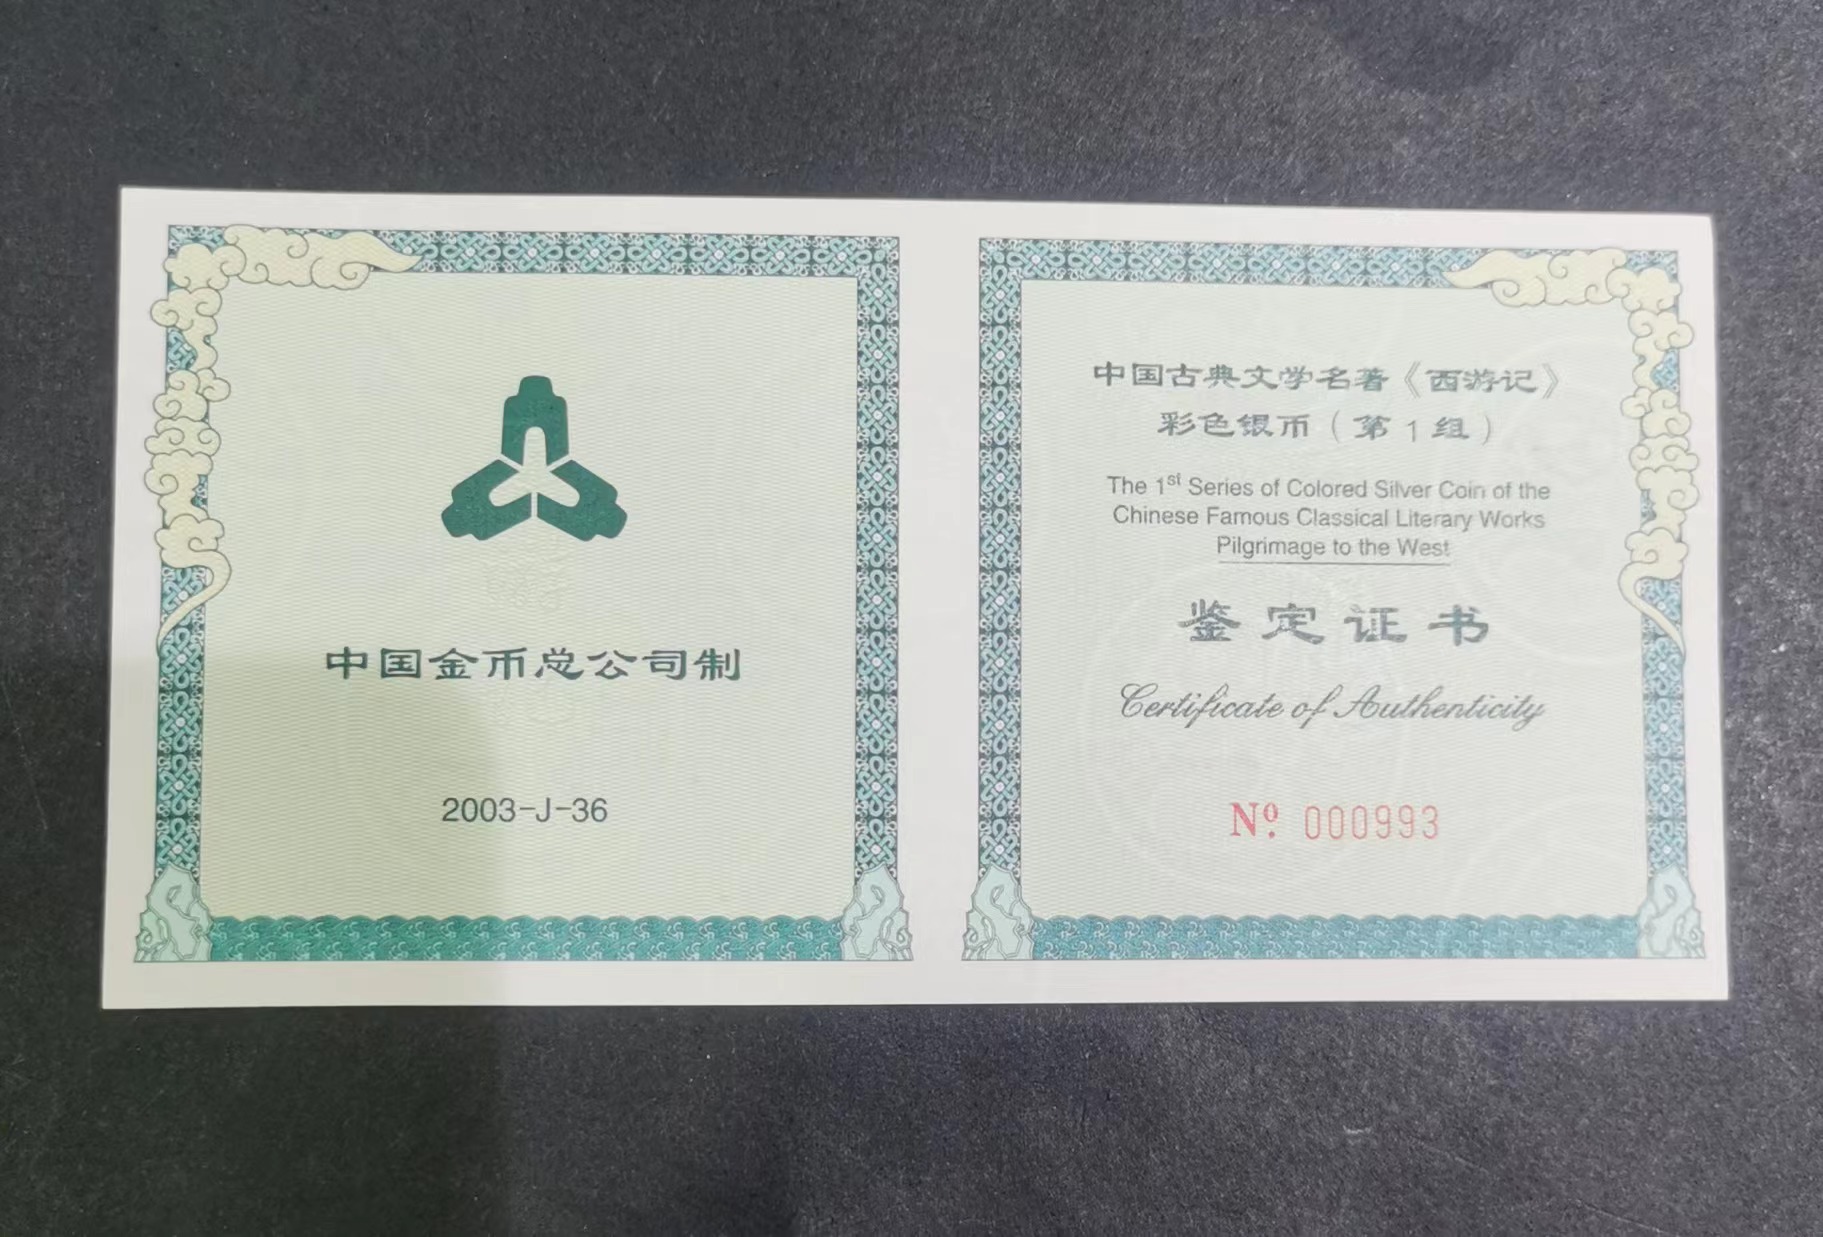 中国金币总公司制
2003-J-36
中国古典文学名著《西游记》
彩色银币（第1组）
The 1st Series of Colored Silver Coin of the
Chinese Famous Classical Literary Works
Pilgrimage to the West
鉴定证书
Certificate of Authenticity
Nº 000993